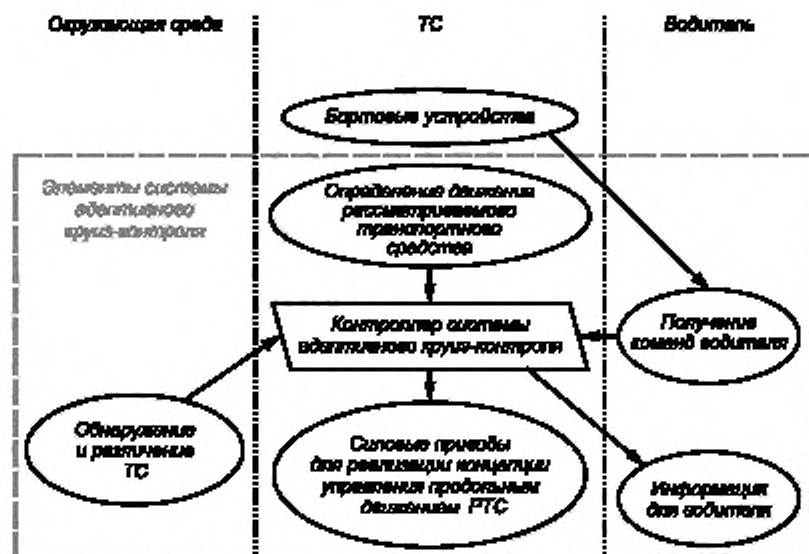 Окружающая среда
ТС
Водитель
Бортовые устройства
Элементы системы
адаптивного
круиз-контроля
Определение движения
рассматриваемого
транспортного
средства
Контроллер системы
адаптивного круиз-контроля
Получение
команд водителя
Обнаружение
и различение
ТС
Силовые приводы
для реализации концепции
управления продольным
движением РТС
Информация
для водителя